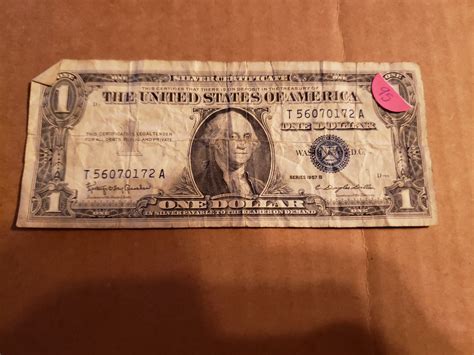 SILVER CERTIFICATE
THIS CERTIFIES THAT THERE IS ON DEPOSIT IN THE TREASURY OF
THE UNITED STATES OF AMERICA
1
1
95
T 56070172 A
ONE DOLLAR
THIS CERTIFICATE IS LEGAL TENDER
FOR DEBTS PUBLIC AND PRIVATE
WAS D.C.
T 56070172 A
SERIES 1957 B
1
1
ONE DOLLAR
IN SILVER PAYABLE TO THE BEARER ON DEMAND